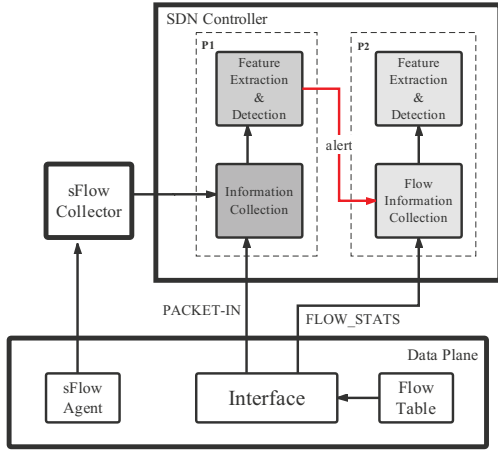 SDN Controller
P1
Feature
Extraction
&
Detection
P2
Feature
Extraction
&
Detection
alert
sFlow
Collector
Information
Collection
Flow
Information
Collection
PACKET-IN
FLOW_STATS
Data Plane
sFlow
Agent
Interface
Flow
Table